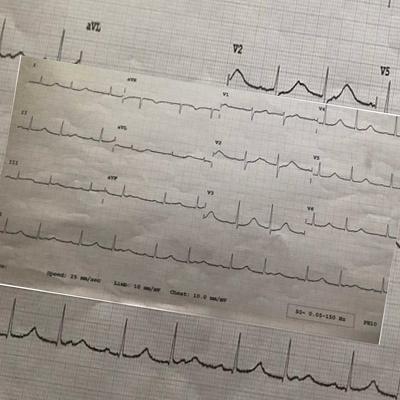 aVL
V2
V5
I
aVR
V1
V4
II
aVL
V2
V5
III
aVF
V3
V6
Speed: 25 mm/sec
Limb: 10 mm/mV
Chest: 10.0 mm/mV
50~ 0.05-150 Hz
PH10